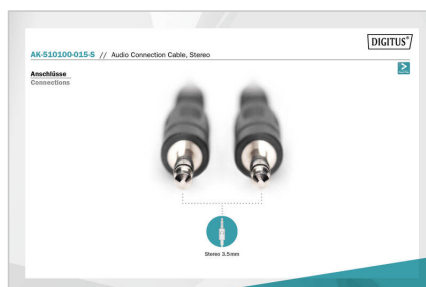 DIGITUS®
AK-510100-015-S // Audio Connection Cable, Stereo
Anschlüsse
Connections
Stereo 3.5mm